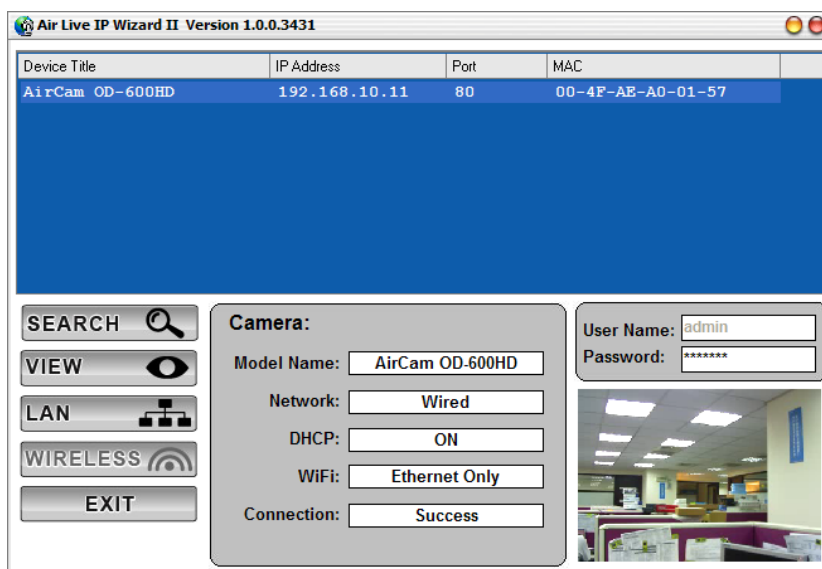 Air Live IP Wizard II Version 1.0.0.3431
Device Title IP Address Port MAC
AirCam OD-600HD 192.168.10.11 80 00-4F-AE-A0-01-57
SEARCH
VIEW
LAN
WIRELESS
EXIT
Camera:
Model Name: AirCam OD-600HD
Network: Wired
DHCP: ON
WiFi: Ethernet Only
Connection: Success
User Name: admin
Password: *******